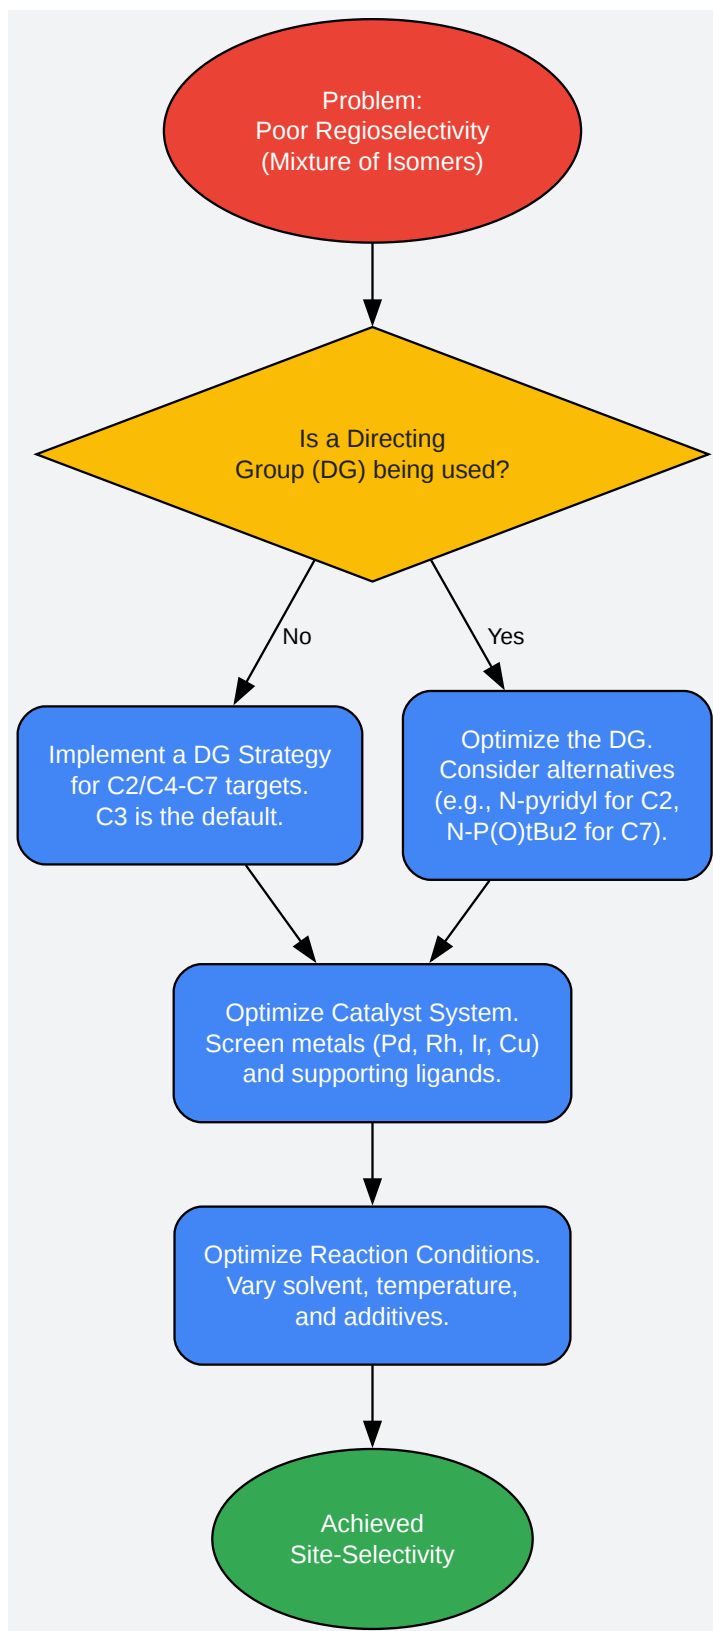 Problem:
Poor Regioselectivity
(Mixture of Isomers)
Is a Directing
Group (DG) being used?
No
Yes
Implement a DG Strategy
for C2/C4-C7 targets.
C3 is the default.
Optimize the DG.
Consider alternatives
(e.g., N-pyridyl for C2,
N-P(O)tBu2 for C7).
Optimize Catalyst System.
Screen metals (Pd, Rh, Ir, Cu)
and supporting ligands.
Optimize Reaction Conditions.
Vary solvent, temperature,
and additives.
Achieved
Site-Selectivity